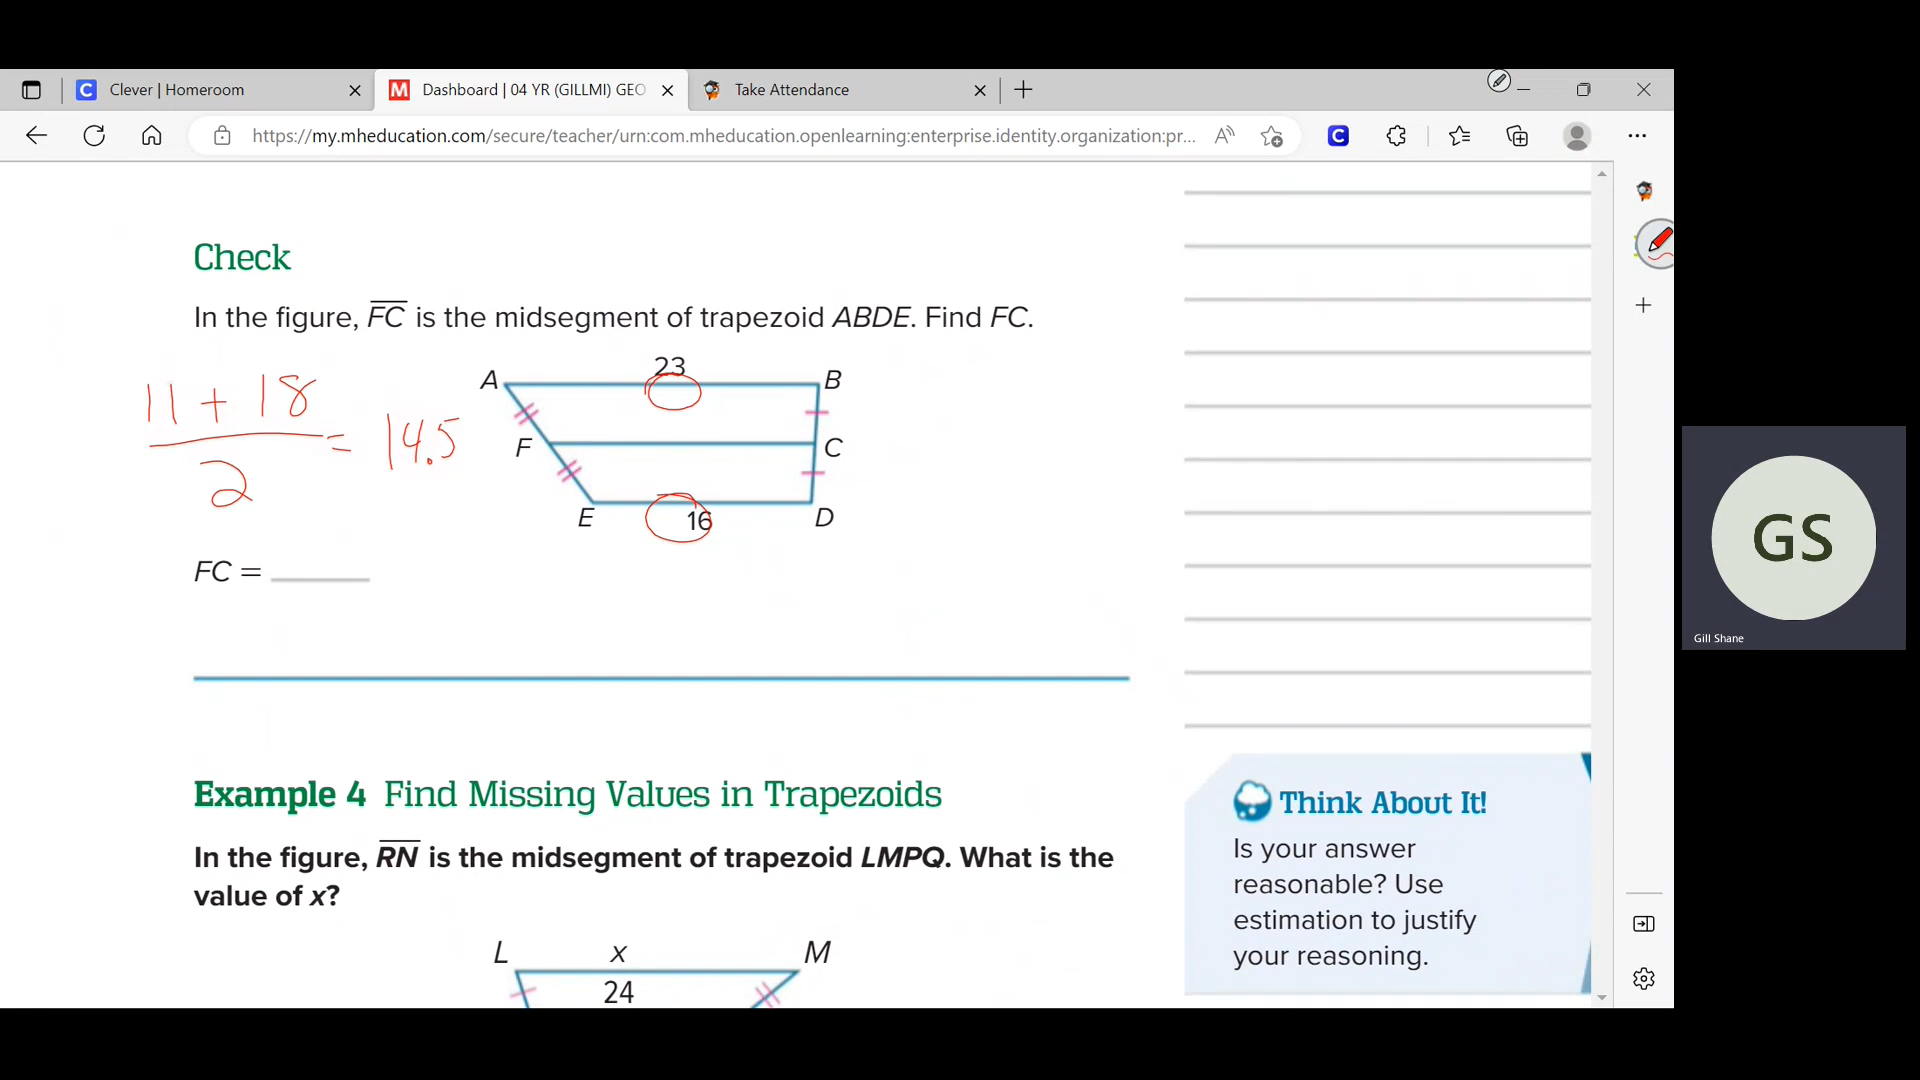 Clever | Homeroom
Dashboard | 04 YR (GILLMI) GEO
Take Attendance
https://my.mheducation.com/secure/teacher/urn:com.mheducation.openlearning:enterprise.identity.organization:pr...
Check
In the figure, FC is the midsegment of trapezoid ABDE. Find FC.
23
A
B
11 + 18
2
= 14.5
F
C
E
16
D
FC = ______
Example 4 Find Missing Values in Trapezoids
In the figure, RN is the midsegment of trapezoid LMPQ. What is the
value of x?
L
x
M
24
Think About It!
Is your answer
reasonable? Use
estimation to justify
your reasoning.
GS
Gill Shane